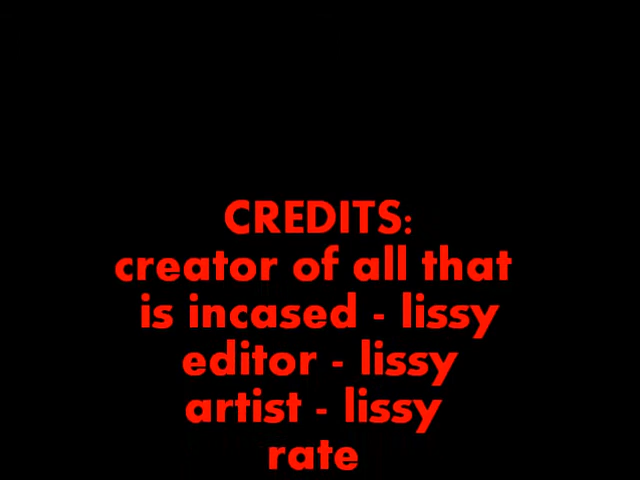 CREDITS:
creator of all that
is incased - lissy
editor - lissy
artist - lissy
rate